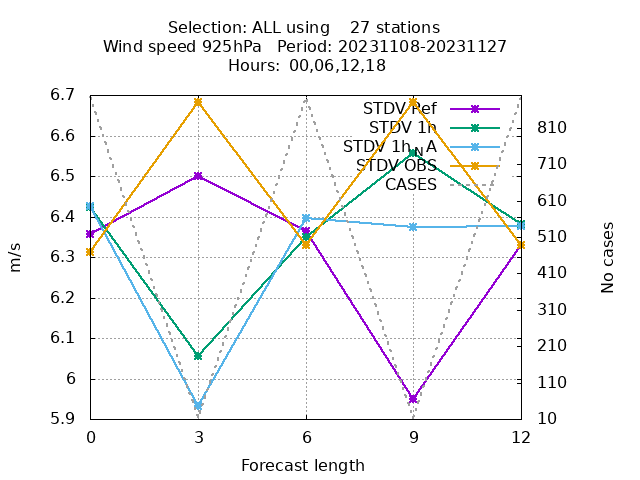 Selection: ALL using    27 stations
Wind speed 925hPa   Period: 20231108-20231127
Hours: 00,06,12,18
STDV Ref
STDV 1h
STDV 1h_NA
STDV OBS
CASES
6.7
6.6
6.5
6.4
6.3
6.2
6.1
6
5.9
m/s
810
710
610
510
410
310
210
110
10
No cases
0 3 6 9 12
Forecast length